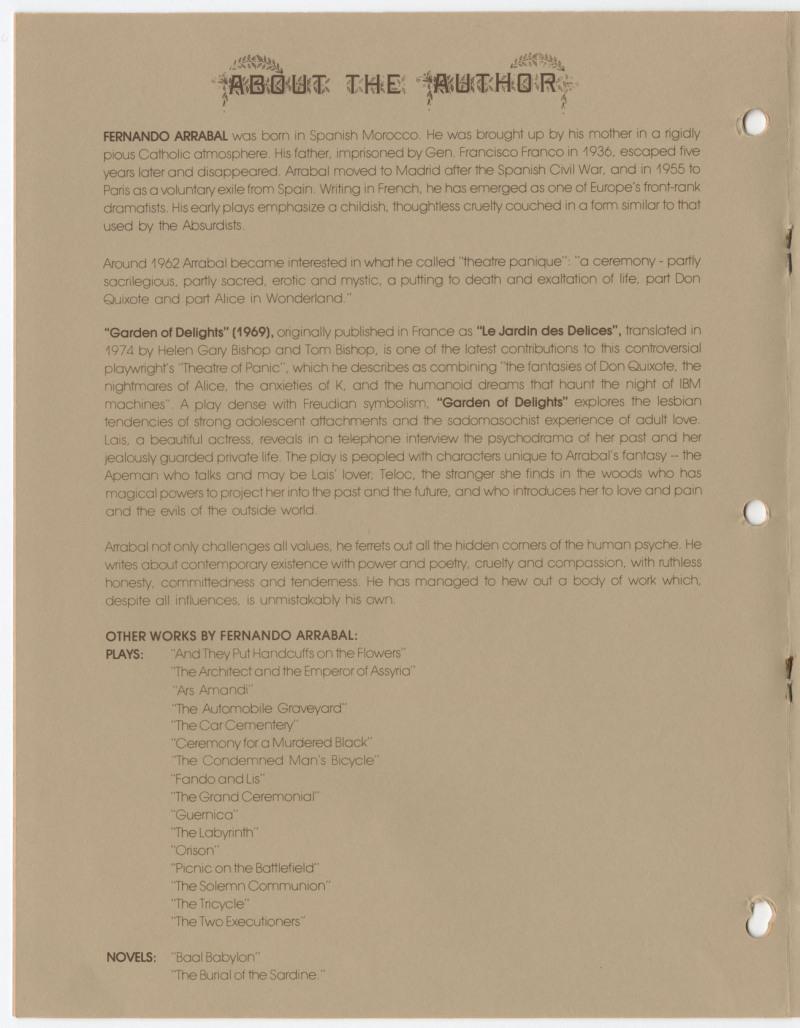 ABOUT THE AUTHOR
FERNANDO ARRABAL was born in Spanish Morocco. He was brought up by his mother in a rigidly
pious Catholic atmosphere. His father, imprisoned by Gen. Francisco Franco in 1936, escaped five
years later and disappeared. Arrabal moved to Madrid after the Spanish Civil War, and in 1955 to
Paris as a voluntary exile from Spain. Writing in French, he has emerged as one of Europe's front-rank
dramatists. His early plays emphasize a childish, thoughtless cruelty couched in a form similar to that
used by the Absurdists.
Around 1962 Arrabal became interested in what he called "theatre panique": "a ceremony - partly
sacrilegious, partly sacred, erotic and mystic, a putting to death and exaltation of life, part Don
Quixote and part Alice in Wonderland."
"Garden of Delights" (1969), originally published in France as "Le Jardin des Delices", translated in
1974 by Helen Gary Bishop and Tom Bishop, is one of the latest contributions to this controversial
playwright's "Theatre of Panic", which he describes as combining "the fantasies of Don Quixote, the
nightmares of Alice, the anxieties of K, and the humanoid dreams that haunt the night of IBM
machines". A play dense with Freudian symbolism, "Garden of Delights" explores the lesbian
tendencies of strong adolescent attachments and the sadomasochist experience of adult love.
Lais, a beautiful actress, reveals in a telephone interview the psychodrama of her past and her
jealously guarded private life. The play is peopled with characters unique to Arrabal's fantasy -- the
Apeman who talks and may be Lais' lover; Teloc, the stranger she finds in the woods who has
magical powers to project her into the past and the future, and who introduces her to love and pain
and the evils of the outside world.
Arrabal not only challenges all values, he ferrets out all the hidden corners of the human psyche. He
writes about contemporary existence with power and poetry, cruelty and compassion, with ruthless
honesty, committedness and tenderness. He has managed to hew out a body of work which,
despite all influences, is unmistakably his own.
OTHER WORKS BY FERNANDO ARRABAL:
PLAYS: "And They Put Handcuffs on the Flowers"
"The Architect and the Emperor of Assyria"
"Ars Amandi"
"The Automobile Graveyard"
"The Car Cementery"
"Ceremony for a Murdered Black"
"The Condemned Man's Bicycle"
"Fando and Lis"
"The Grand Ceremonial"
"Guernica"
"The Labyrinth"
"Orison"
"Picnic on the Battlefield"
"The Solemn Communion"
"The Tricycle"
"The Two Executioners"
NOVELS: "Baal Babylon"
"The Burial of the Sardine."